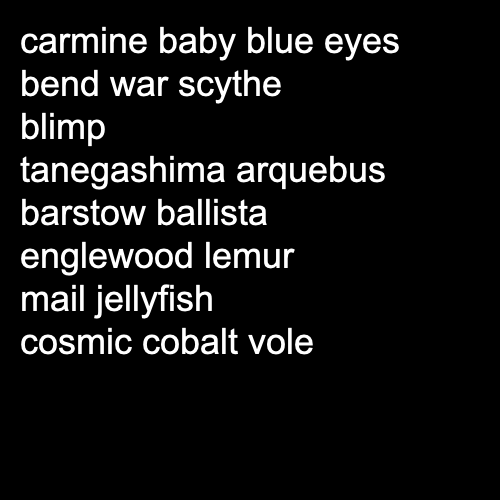 carmine baby blue eyes
bend war scythe
blimp
tanegashima arquebus
barstow ballista
englewood lemur
mail jellyfish
cosmic cobalt vole